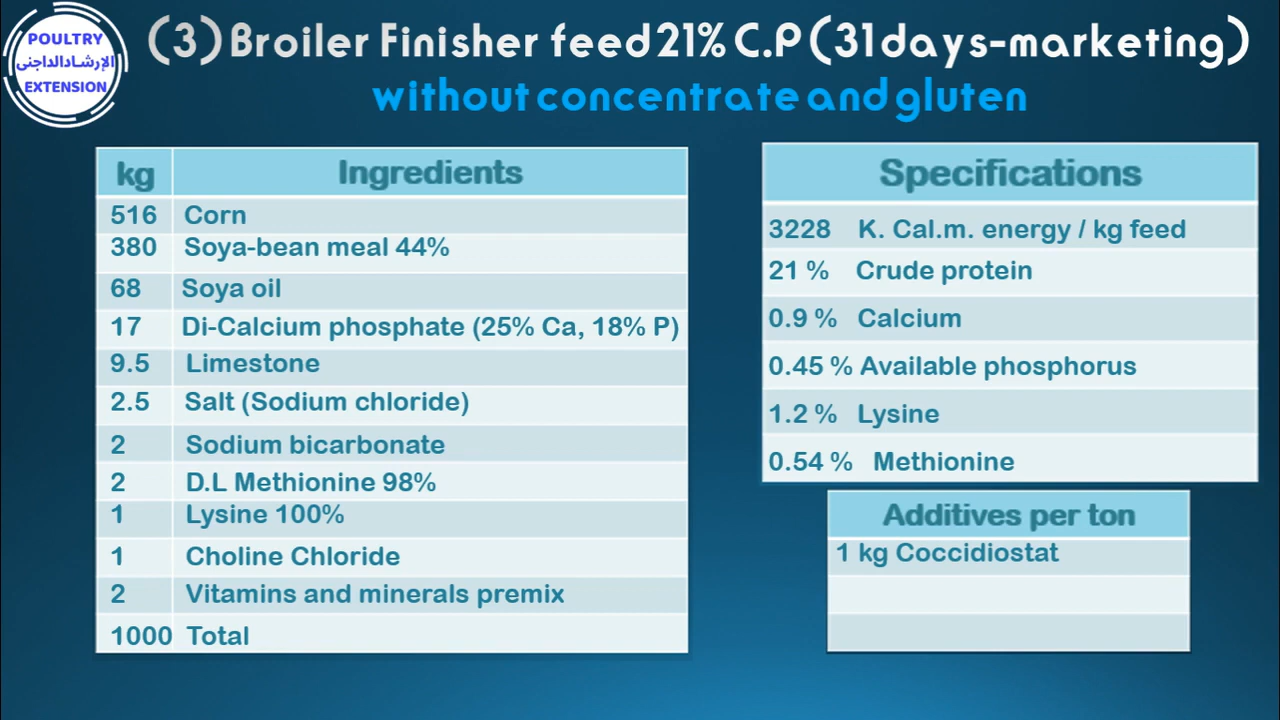 POULTRY
الإرشادالداجنى
EXTENSION
(3) Broiler Finisher feed 21% C.P (31days-marketing)
without concentrate and gluten
kg Ingredients
516 Corn
380 Soya-bean meal 44%
68 Soya oil
17 Di-Calcium phosphate (25% Ca, 18% P)
9.5 Limestone
2.5 Salt (Sodium chloride)
2 Sodium bicarbonate
2 D.L Methionine 98%
1 Lysine 100%
1 Choline Chloride
2 Vitamins and minerals premix
1000 Total
Specifications
3228 K. Cal.m. energy / kg feed
21 % Crude protein
0.9 % Calcium
0.45 % Available phosphorus
1.2 % Lysine
0.54 % Methionine
Additives per ton
1 kg Coccidiostat